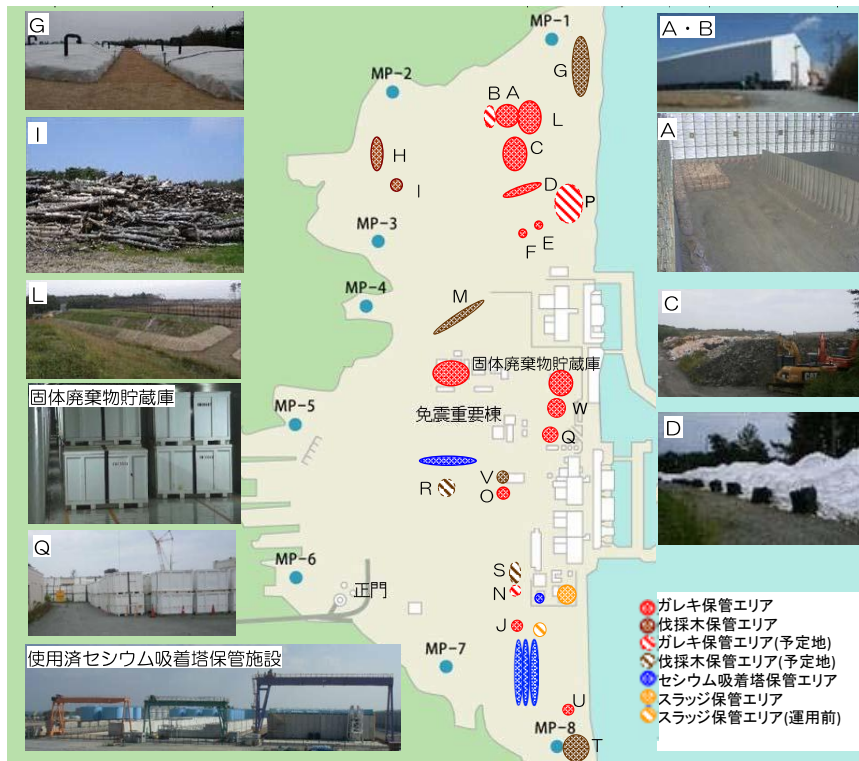 G
I
L
固体廃棄物貯蔵庫
Q
使用済セシウム吸着塔保管施設
MP-1
G
MP-2
B A
L
C
H
I
D
P
MP-3
E
F
MP-4
M
固体廃棄物貯蔵庫
W
MP-5
免震重要棟
Q
V
R
O
MP-6
正門
S
N
J
MP-7
U
MP-8
T
A・B
A
C
CAT
D
ガレキ保管エリア
伐採木保管エリア
ガレキ保管エリア(予定地)
伐採木保管エリア(予定地)
セシウム吸着塔保管エリア
スラッジ保管エリア
スラッジ保管エリア(運用前)